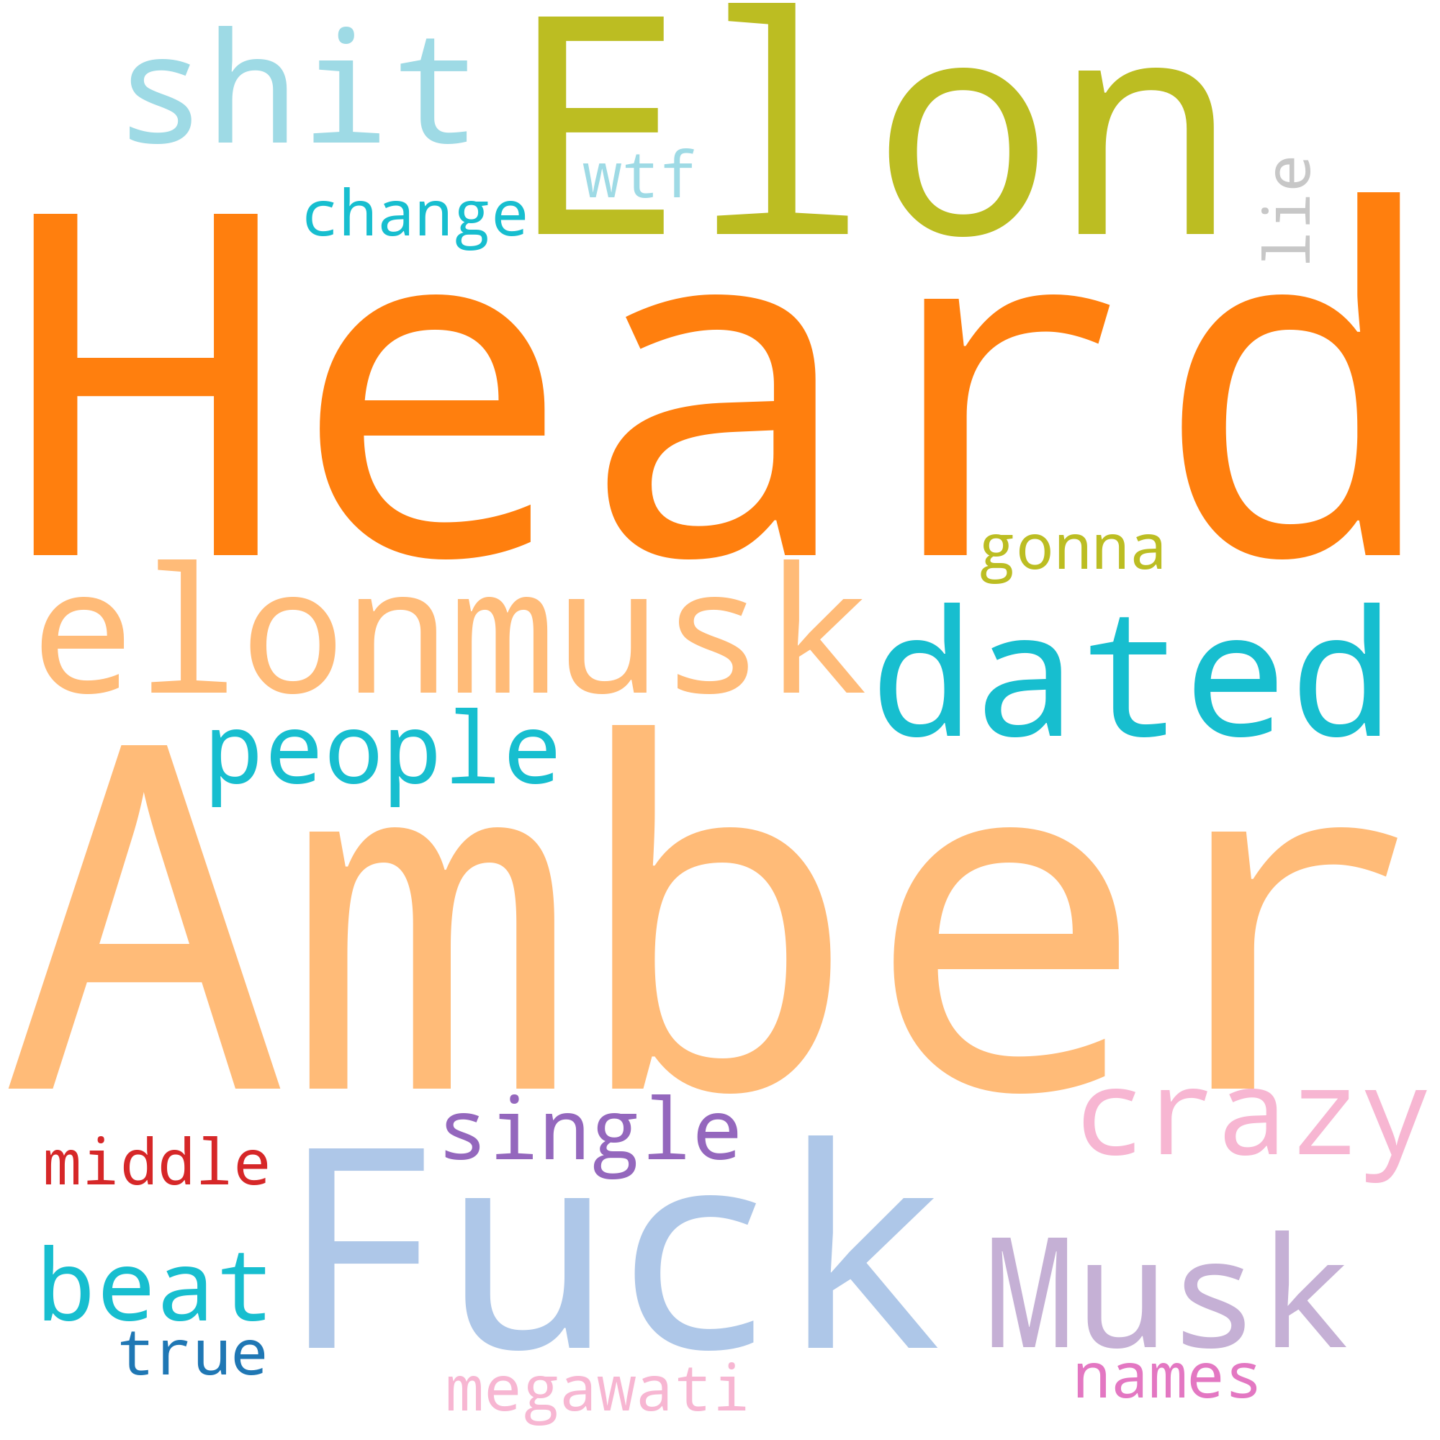 shit
Elon
wtf
change
lie
Heard
gonna
elonmusk
dated
people
Amber
crazy
single
middle
Fuck
beat
Musk
true
names
megawati